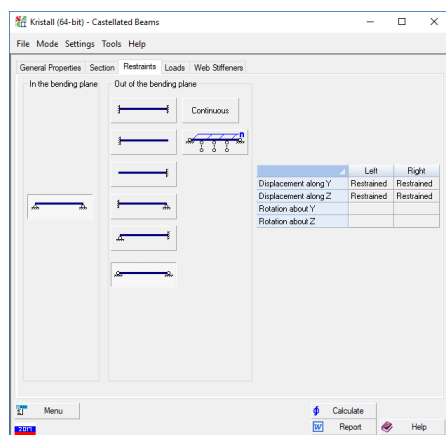 Kristall (64-bit) - Castellated Beams
File Mode Settings Tools Help
General Properties Section Restraints Loads Web Stiffeners
In the bending plane
Out of the bending plane
Continuous
n
Left Right
Displacement along Y Restrained Restrained
Displacement along Z Restrained Restrained
Rotation about Y
Rotation about Z
Menu
Calculate
2017
W Report
Help